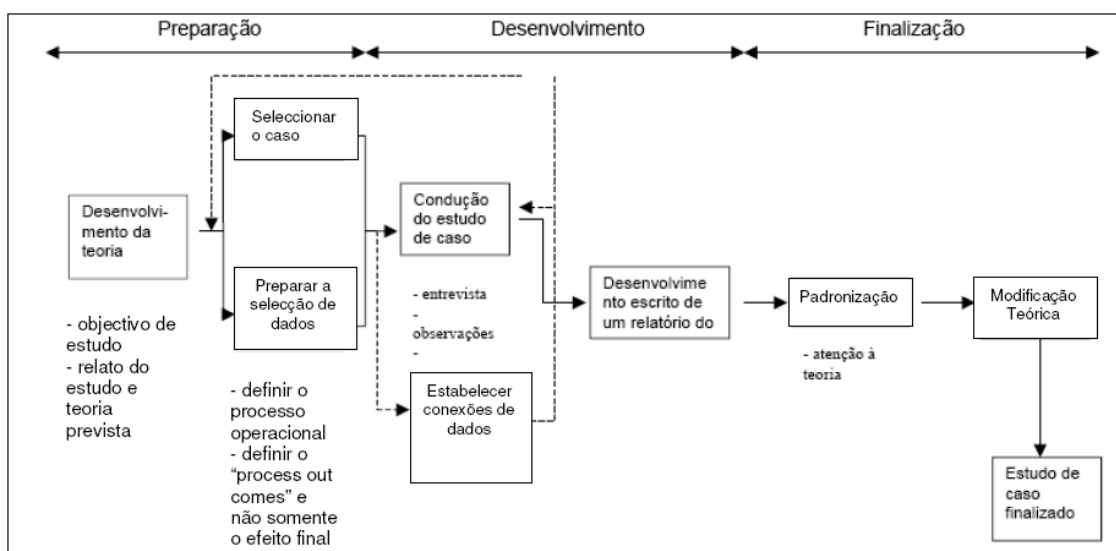 Preparação
Desenvolvimento
Finalização
Desenvolvi-
mento da
teoria
- objectivo de
estudo
- relato do
estudo e
teoria
prevista
Seleccionar
o caso
Preparar a
selecção de
dados
- definir o
processo
operacional
- definir o
“process out
comes” e
não somente
o efeito final
Condução
do estudo
de caso
- entrevista
-
observações
-
Estabelecer
conexões de
dados
Desenvolvime
nto escrito de
um relatório do
Padronização
- atenção à
teoria
Modificação
Teórica
Estudo de
caso
finalizado